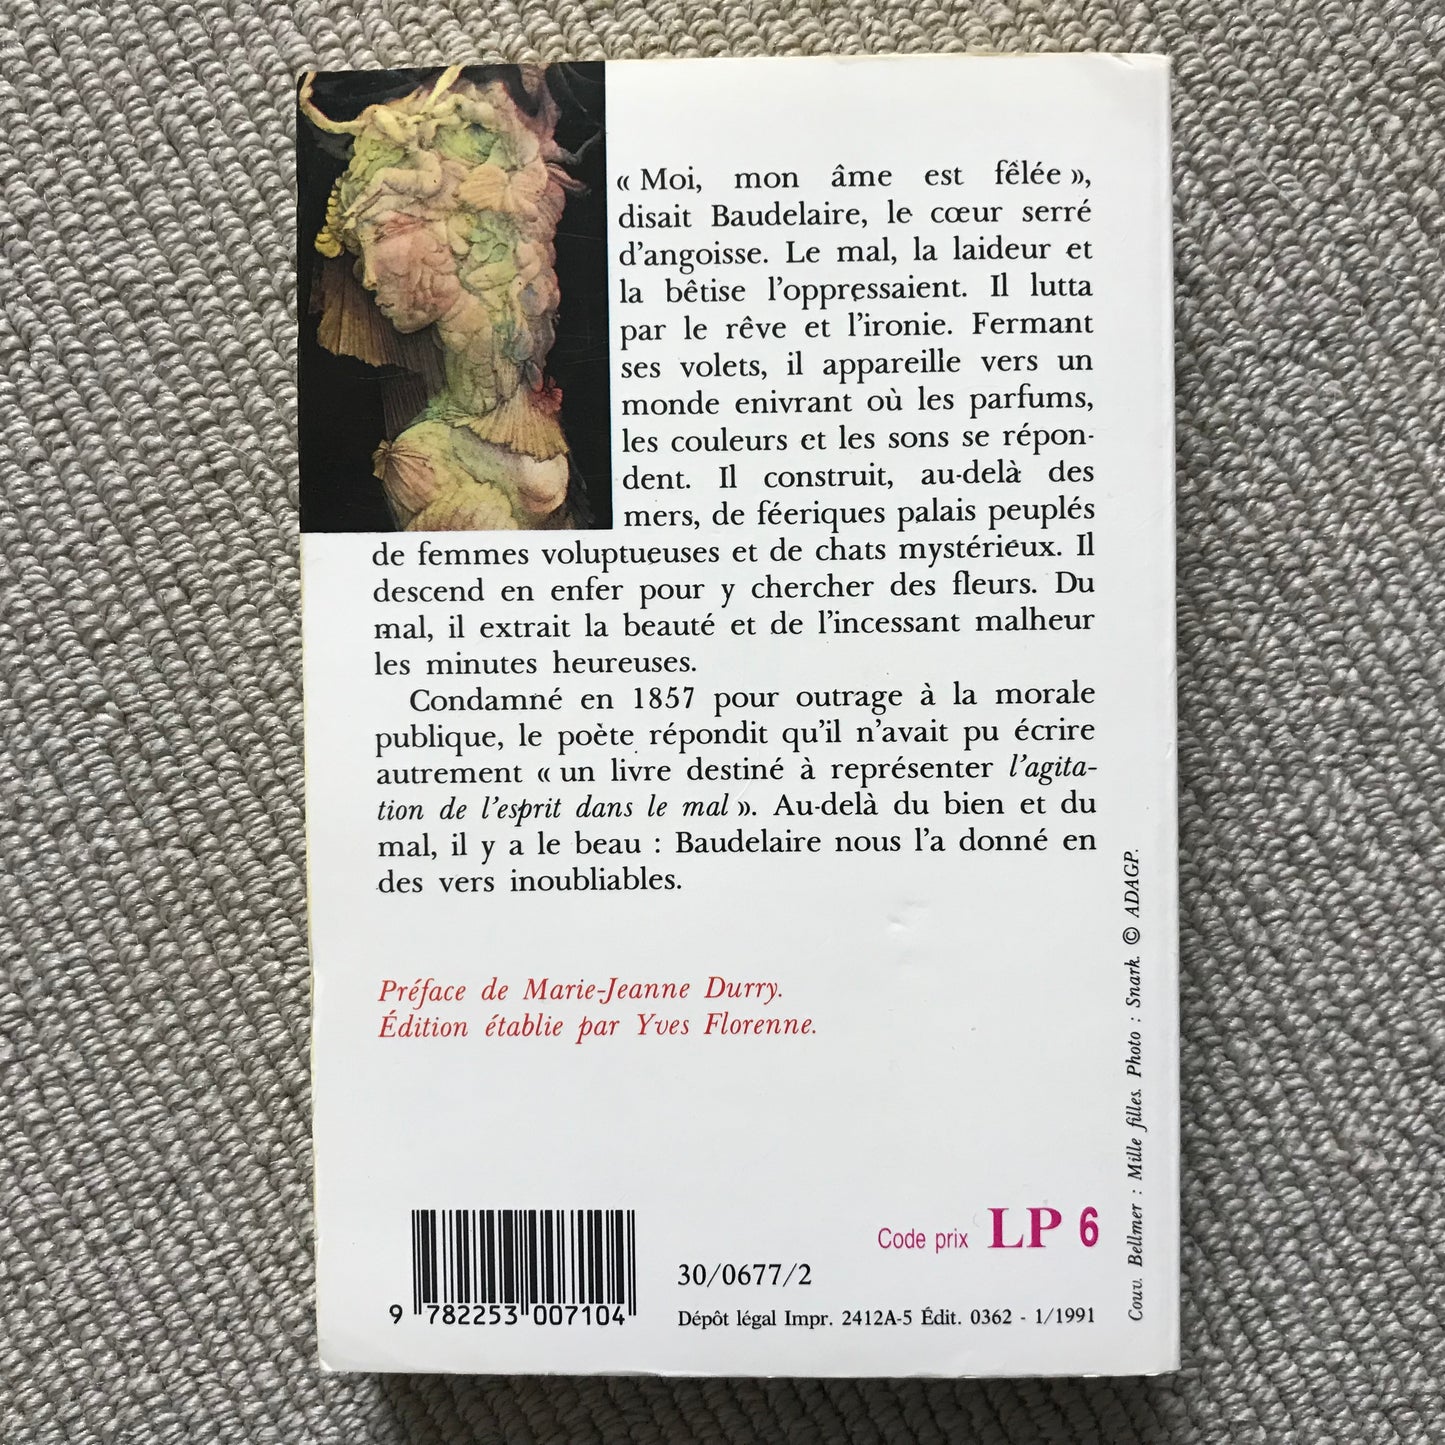 « Moi, mon âme est fêlée »,
disait Baudelaire, le cœur serré
d'angoisse. Le mal, la laideur et
la bêtise l'oppressaient. Il lutta
par le rêve et l'ironie. Fermant
ses volets, il appareille vers un
monde enivrant où les parfums,
les couleurs et les sons se répon-
dent. Il construit, au-delà des
mers, de féeriques palais peuplés
de femmes voluptueuses et de chats mystérieux. Il
descend en enfer pour y chercher des fleurs. Du
mal, il extrait la beauté et de l'incessant malheur
les minutes heureuses.
Condamné en 1857 pour outrage à la morale
publique, le poète répondit qu'il n'avait pu écrire
autrement « un livre destiné à représenter l'agita-
tion de l'esprit dans le mal ». Au-delà du bien et du
mal, il y a le beau : Baudelaire nous l'a donné en
des vers inoubliables.
Préface de Marie-Jeanne Durry.
Édition établie par Yves Florenne.
Couv. Bellmer : Mille filles. Photo : Snark. © ADAGP.
Code prix LP 6
30/0677/2
9 782253 007104
Dépôt légal Impr. 2412A-5 Édit. 0362 - 1/1991